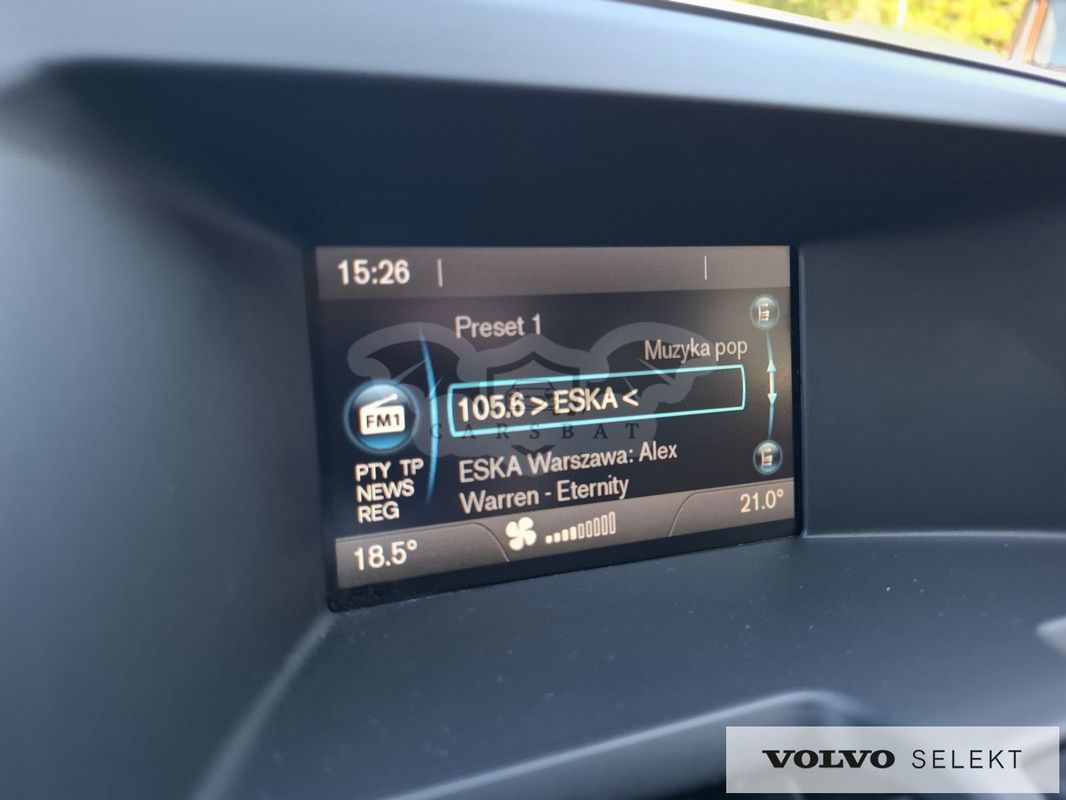 15:26
Preset 1
Muzyka pop
105.6 > ESKA <
FM1
CARSBAT
PTY TP
NEWS
REG
ESKA Warszawa: Alex
Warren - Eternity
18.5°
21.0°
VOLVO SELEKT